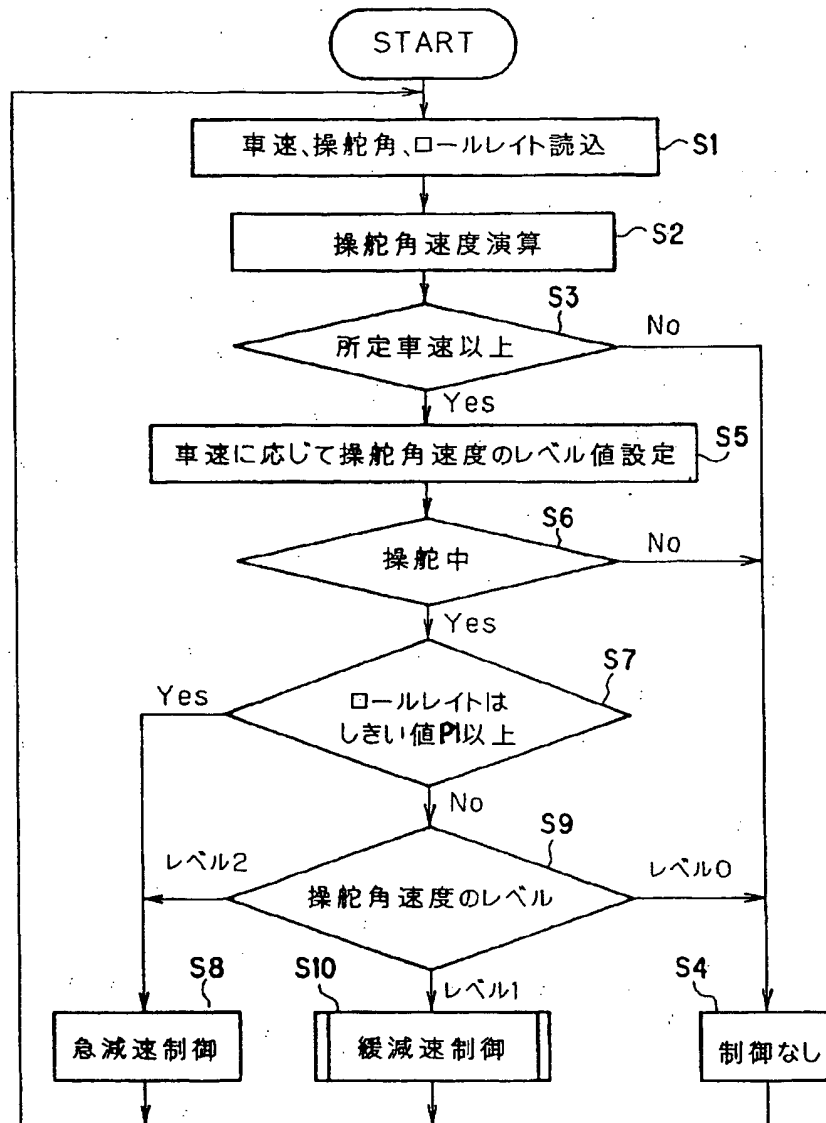 START
車速、操舵角、ロールレイト読込
S1
操舵角速度演算
S2
S3
所定車速以上
No
Yes
車速に応じて操舵角速度のレベル値設定
S5
S6
操舵中
No
Yes
S7
Yes
ロールレイトは
しきい値P1以上
No
S9
レベル2
操舵角速度のレベル
レベル0
S8
S10
レベル1
S4
急減速制御
緩減速制御
制御なし